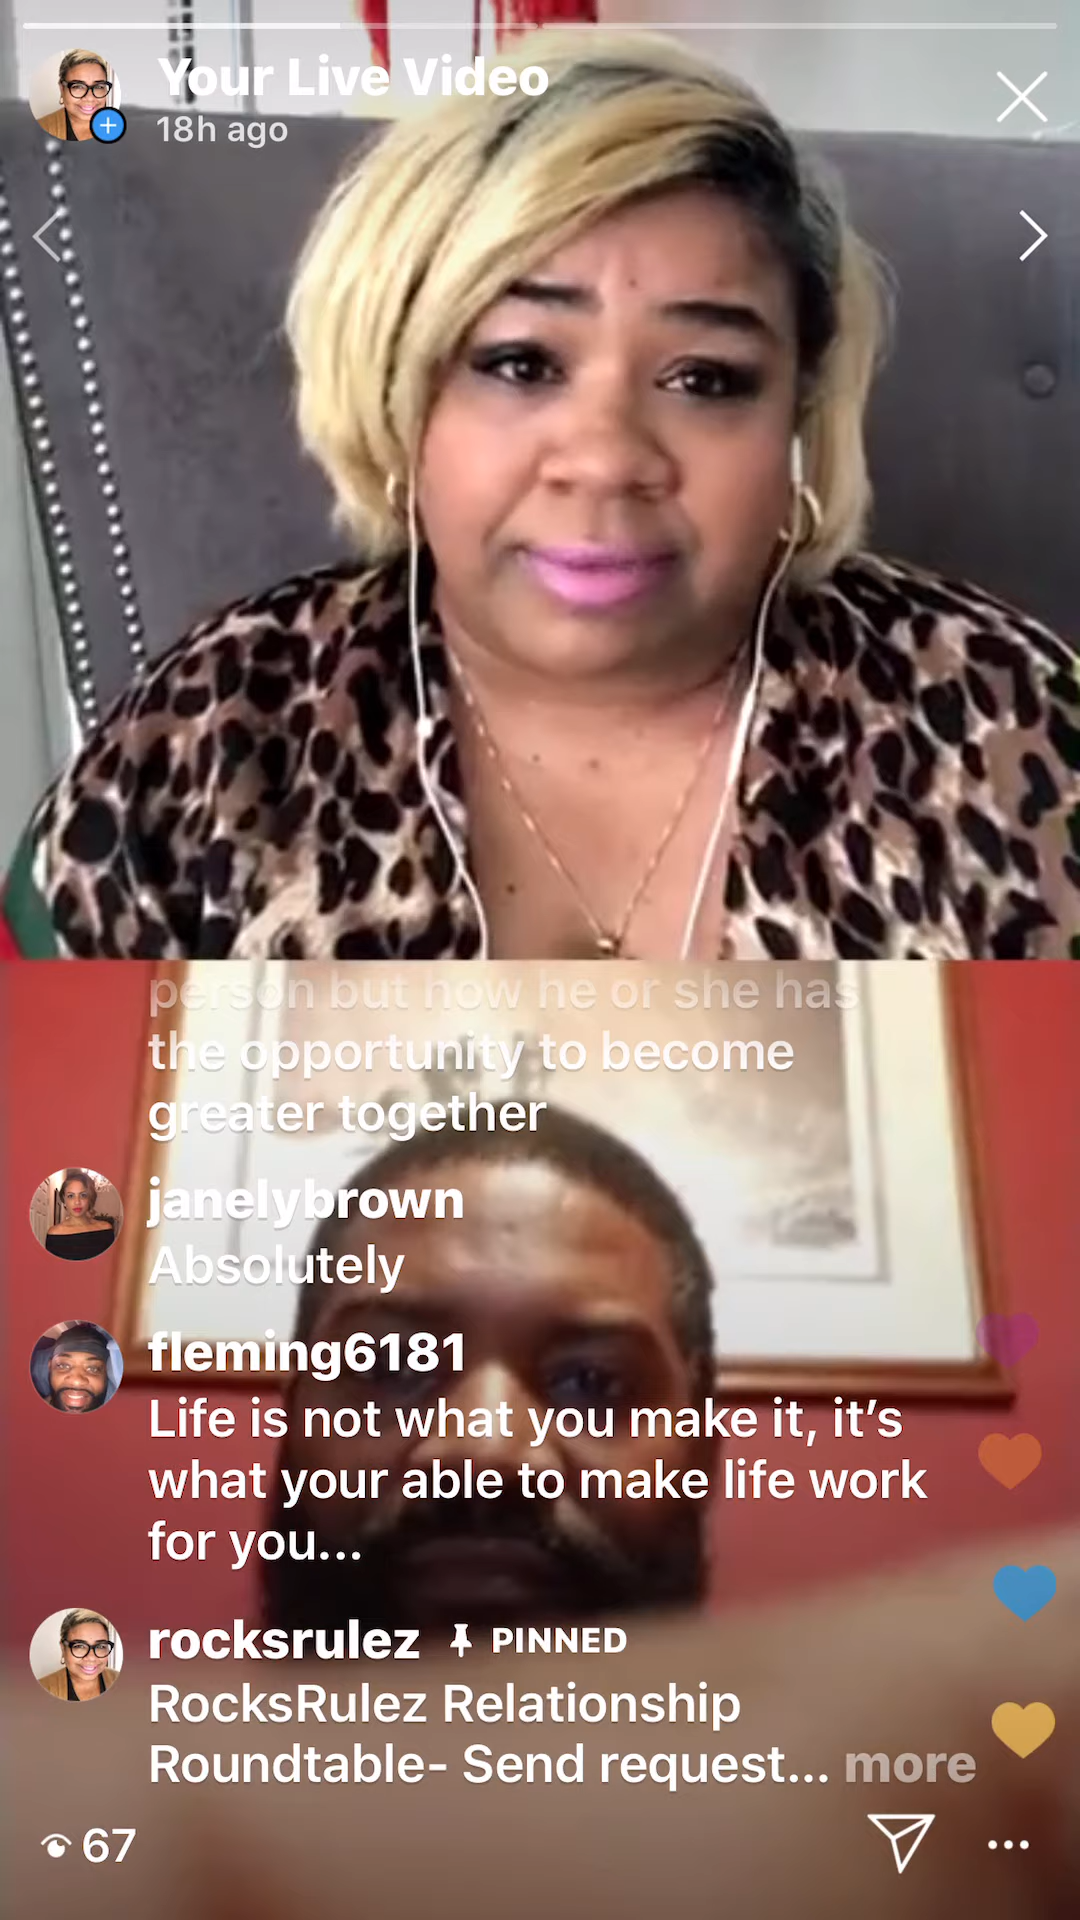 Your Live Video
18h ago
person but how he or she has
the opportunity to become
greater together
janelybrown
Absolutely
fleming6181
Life is not what you make it, it’s
what your able to make life work
for you...
rocksrulez PINNED
RocksRulez Relationship
Roundtable- Send request... more
67